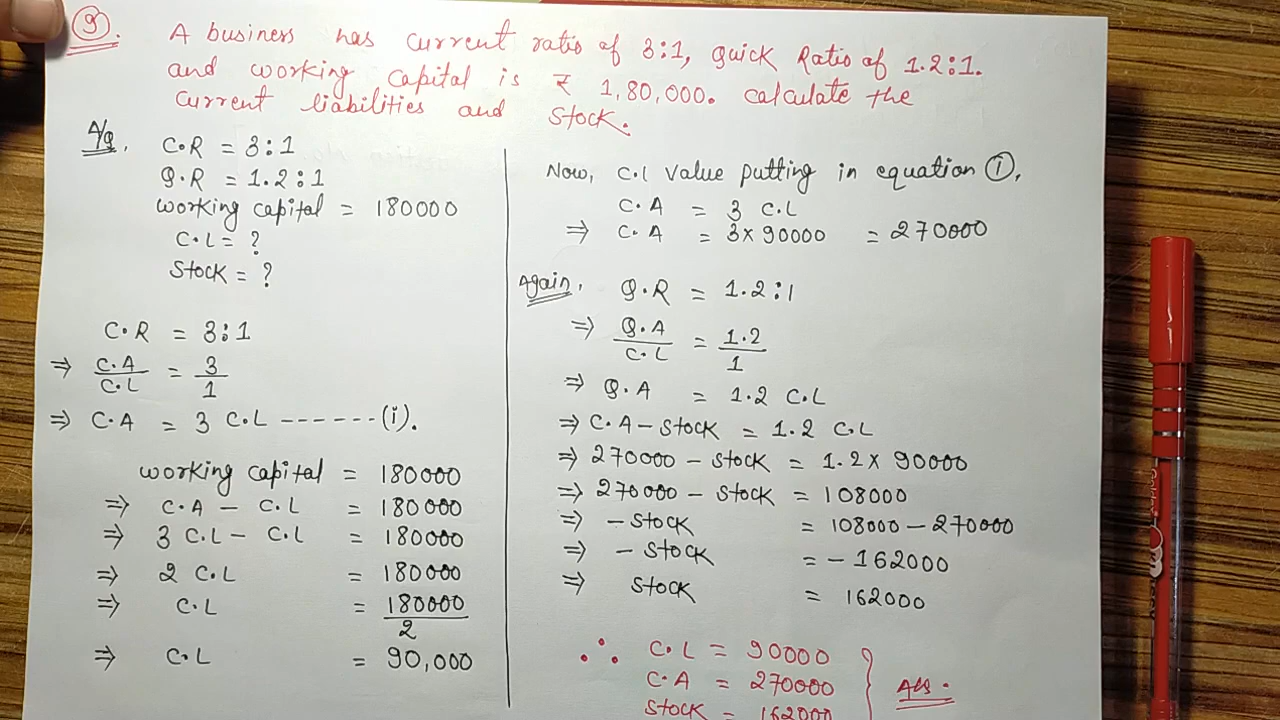 9.
A business has current ratio of 3:1, Quick Ratio of 1.2:1.
and working capital is ₹ 1,80,000. calculate the
current liabilities and stock.
A/Q, C.R = 3:1
Q.R = 1.2:1
working capital = 180000
C.L = ?
Stock = ?
C.R = 3:1
⇒ C.A/C.L = 3/1
⇒ C.A = 3 C.L ------(i).
working capital = 180000
⇒ C.A - C.L = 180000
⇒ 3 C.L - C.L = 180000
⇒ 2 C.L = 180000
⇒ C.L = 180000/2
⇒ C.L = 90,000
Now, C.l value putting in equation (i),
C.A = 3 C.L
⇒ C.A = 3×90000 = 270000
Again, Q.R = 1.2:1
⇒ Q.A/C.L = 1.2/1
⇒ Q.A = 1.2 C.L
⇒ C.A - Stock = 1.2 C.L
⇒ 270000 - Stock = 1.2 × 90000
⇒ 270000 - Stock = 108000
⇒ - Stock = 108000 - 270000
⇒ - Stock = - 162000
⇒ Stock = 162000
∴ C.L = 90000
C.A = 270000 } Ans.
Stock = 162000